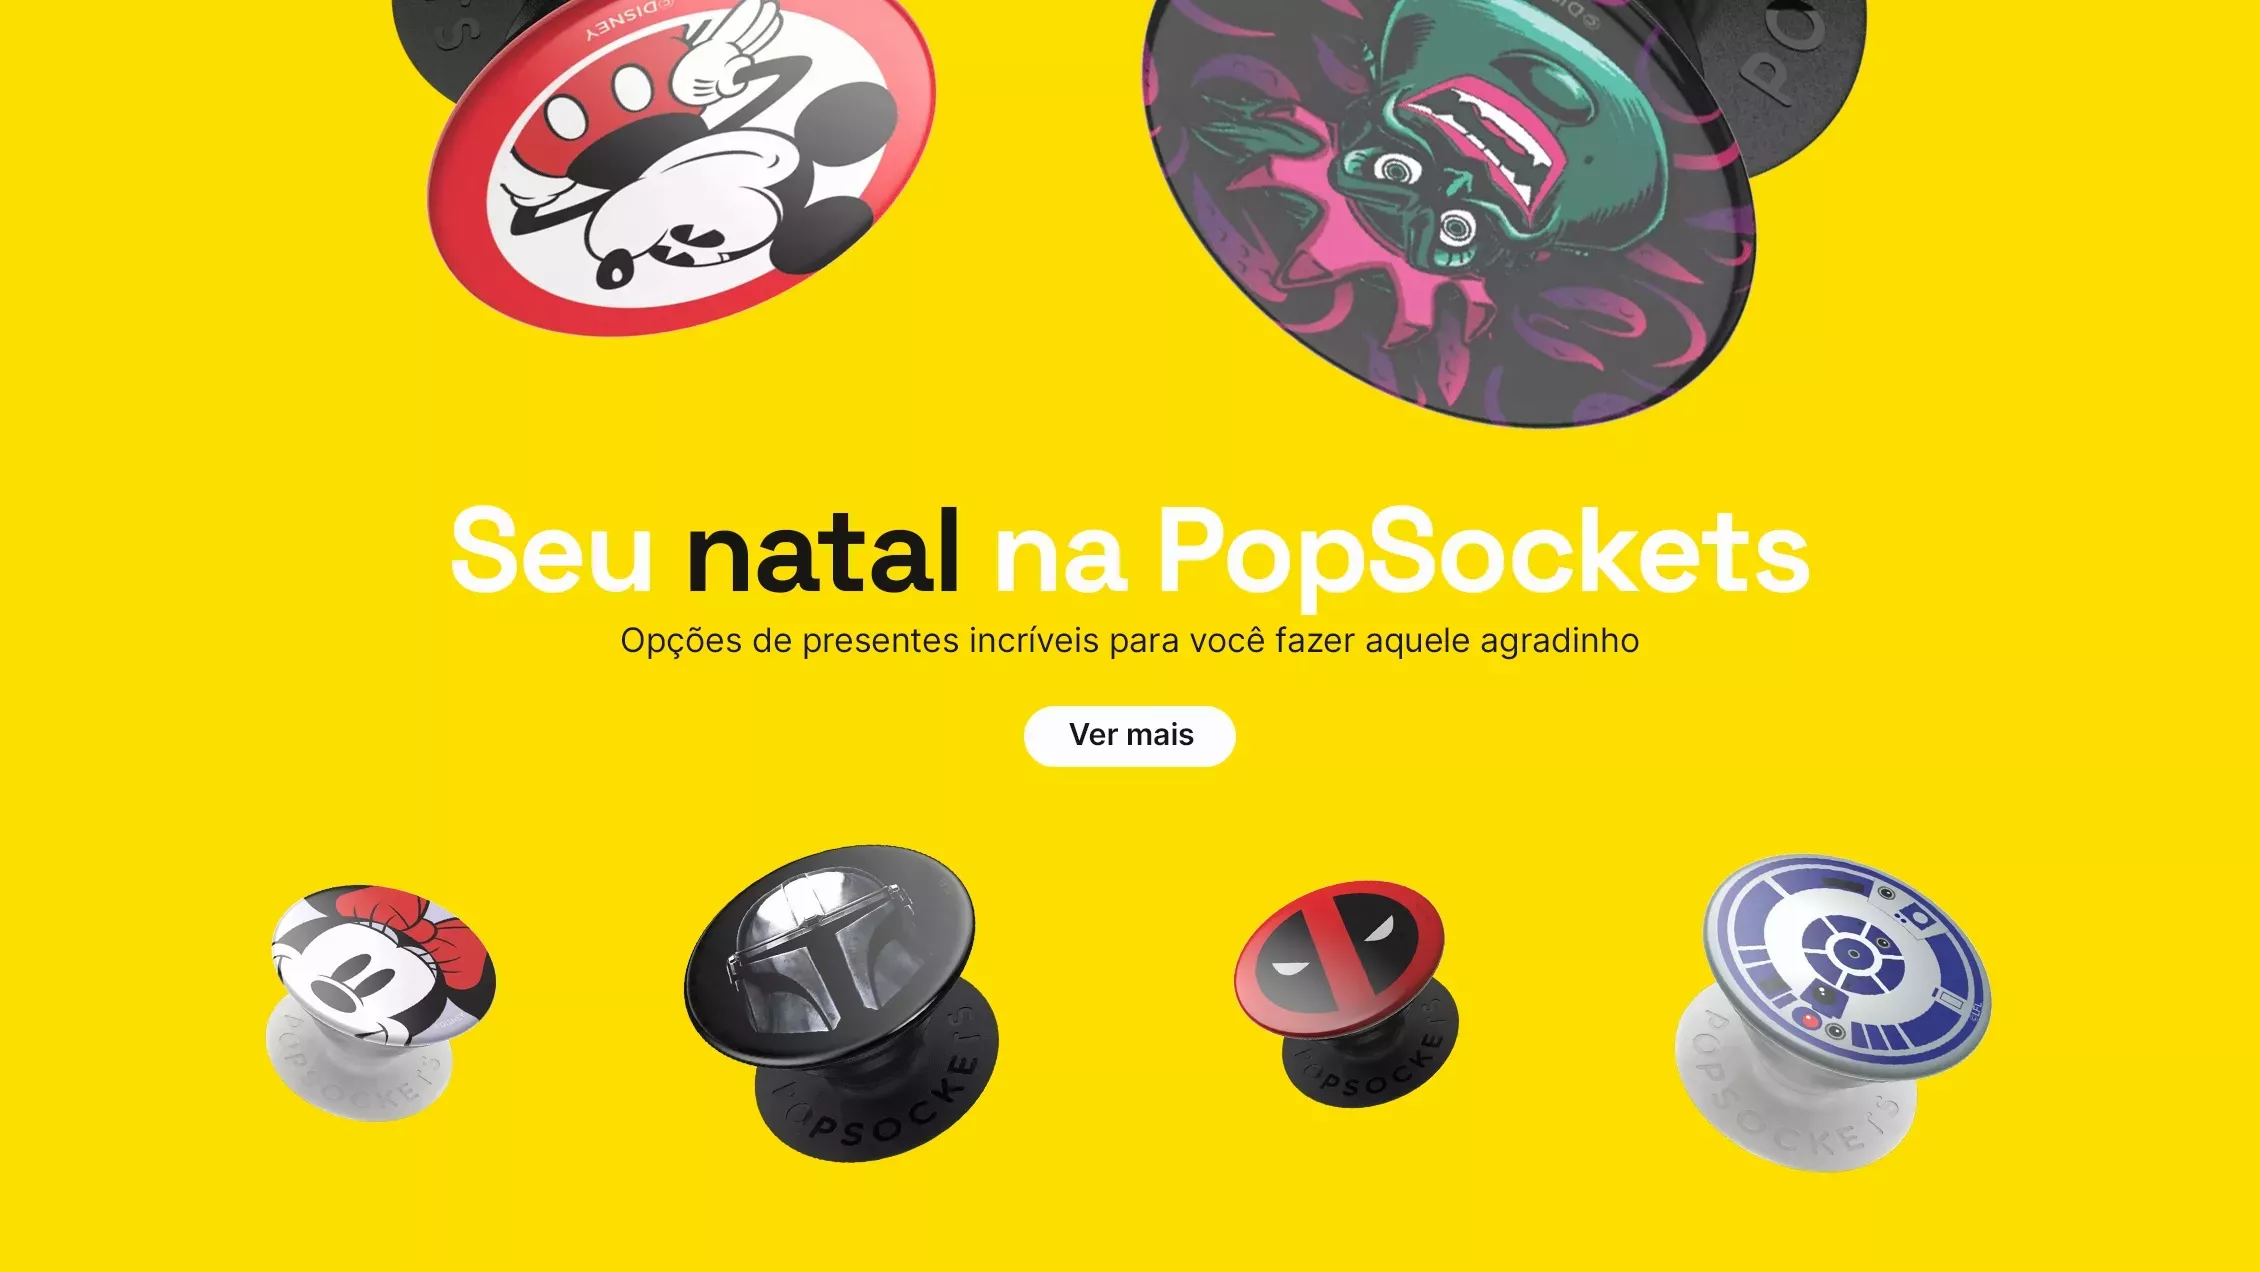 ©DISNEY
PO
Seu natal na PopSockets
Opções de presentes incríveis para você fazer aquele agradinho
Ver mais
POPSOCKETS
POPSOCKETS
POPSOCKETS
POPSOCKETS